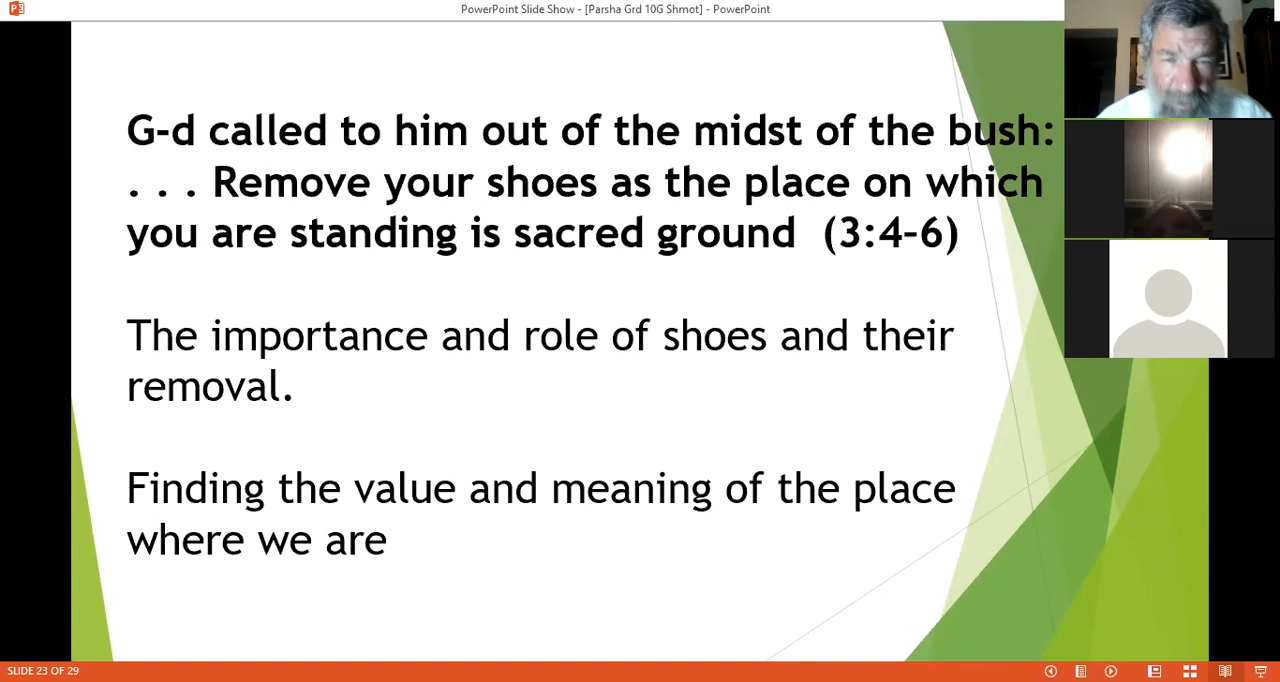 PowerPoint Slide Show - [Parsha Grd 10G Shmot] - PowerPoint
G-d called to him out of the midst of the bush:
. . . Remove your shoes as the place on which
you are standing is sacred ground (3:4-6)
The importance and role of shoes and their
removal.
Finding the value and meaning of the place
where we are
SLIDE 23 OF 29